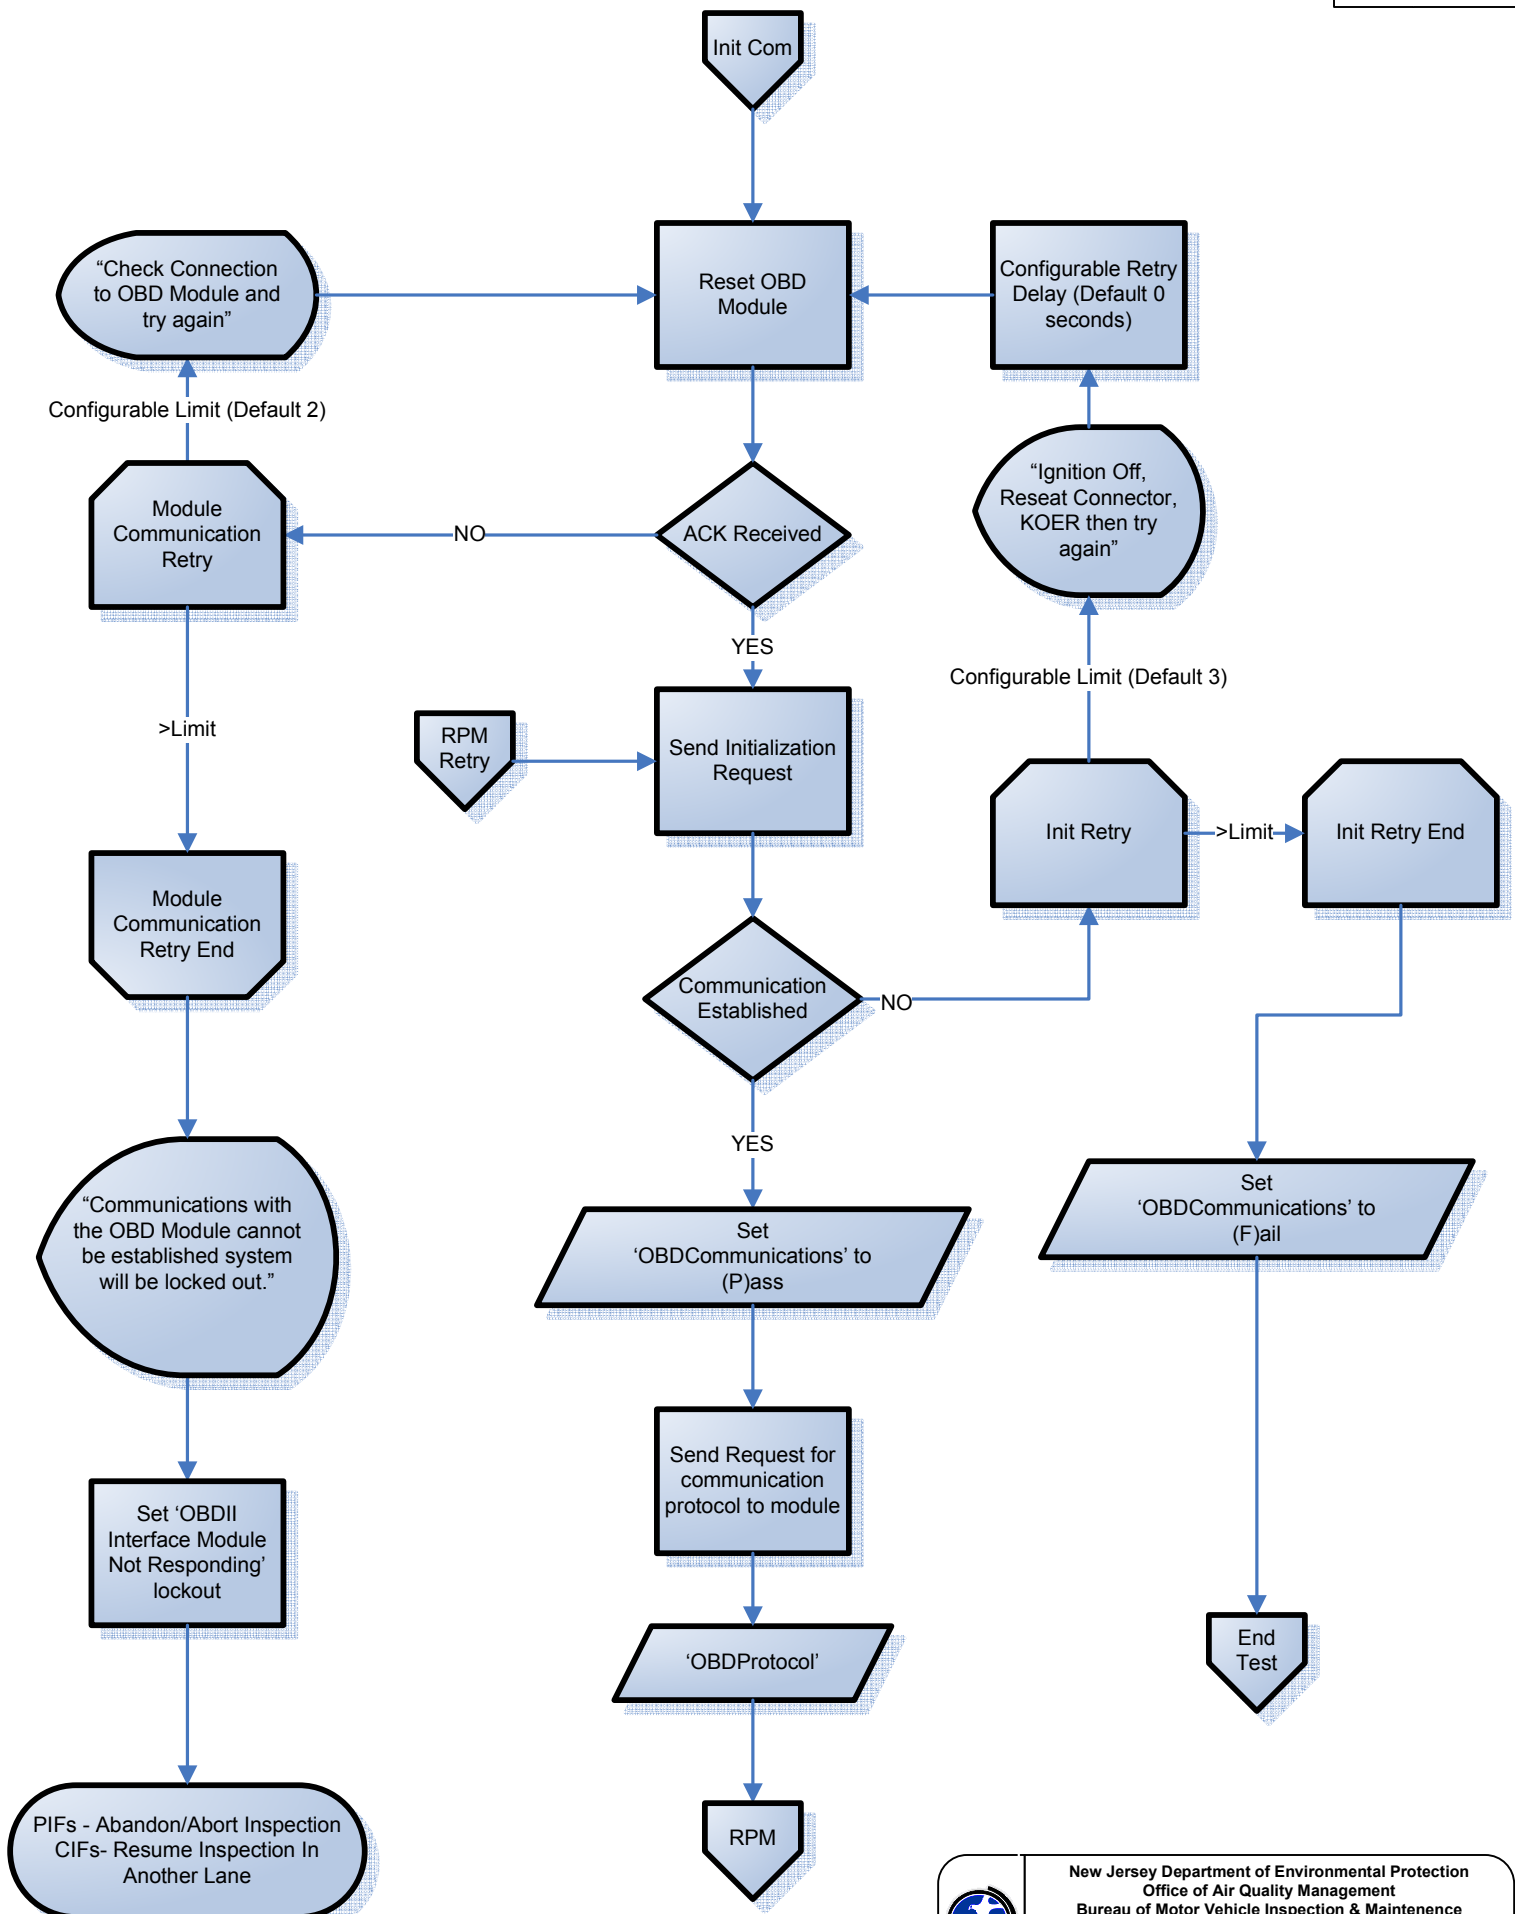 Init Com
"Check Connection
to OBD Module and
try again"
Reset OBD
Module
Configurable Retry
Delay (Default 0
seconds)
Configurable Limit (Default 2)
"Ignition Off,
Reseat Connector,
KOER then try
again"
Module
Communication
Retry
NO
ACK Received
YES
Configurable Limit (Default 3)
>Limit
RPM
Retry
Send Initialization
Request
Init Retry
>Limit
Init Retry End
Module
Communication
Retry End
Communication
Established
NO
YES
"Communications with
the OBD Module cannot
be established system
will be locked out."
Set
'OBDCommunications' to
(P)ass
Set
'OBDCommunications' to
(F)ail
Send Request for
communication
protocol to module
Set 'OBDII
Interface Module
Not Responding'
lockout
'OBDProtocol'
End
Test
PIFs - Abandon/Abort Inspection
CIFs- Resume Inspection In
Another Lane
RPM
New Jersey Department of Environmental Protection
Office of Air Quality Management
Bureau of Motor Vehicle Inspection & Maintenence